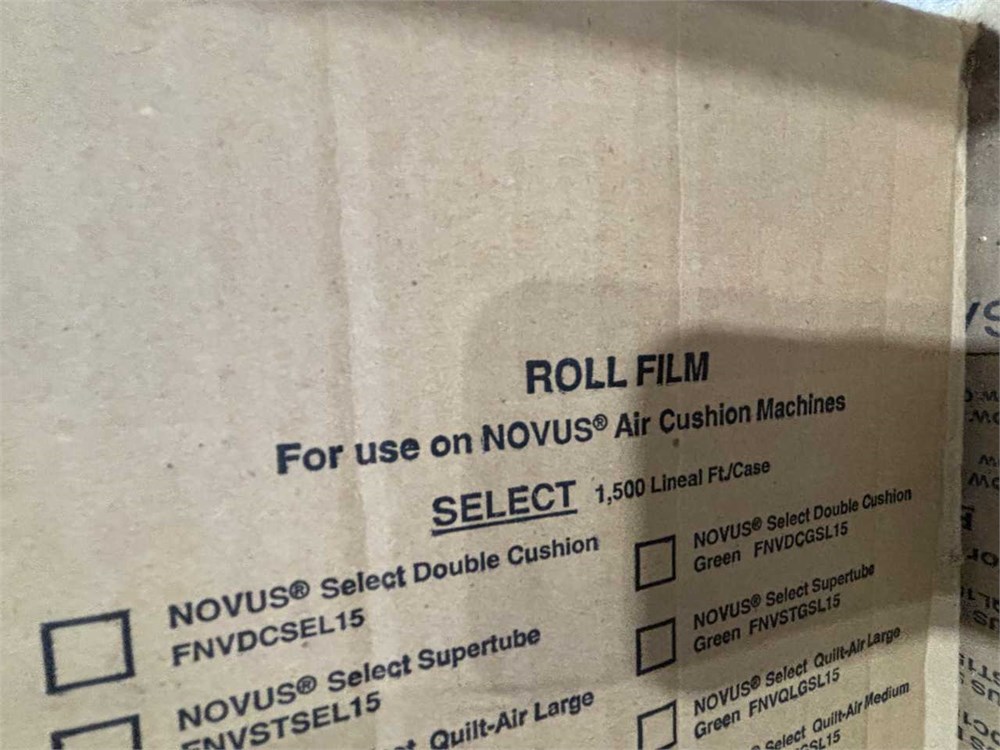 ROLL FILM
For use on NOVUS® Air Cushion Machines
SELECT 1,500 Lineal Ft./Case
NOVUS® Select Double Cushion
FNVDCSEL15
NOVUS® Select Supertube
FNVSTSEL15
Quilt-Air Large
NOVUS® Select Double Cushion
Green FNVDCGSL15
NOVUS® Select Supertube
Green FNVSTGSL15
NOVUS® Select Quilt-Air Large
Green FNVQLGSL15
Select Quilt-Air Medium